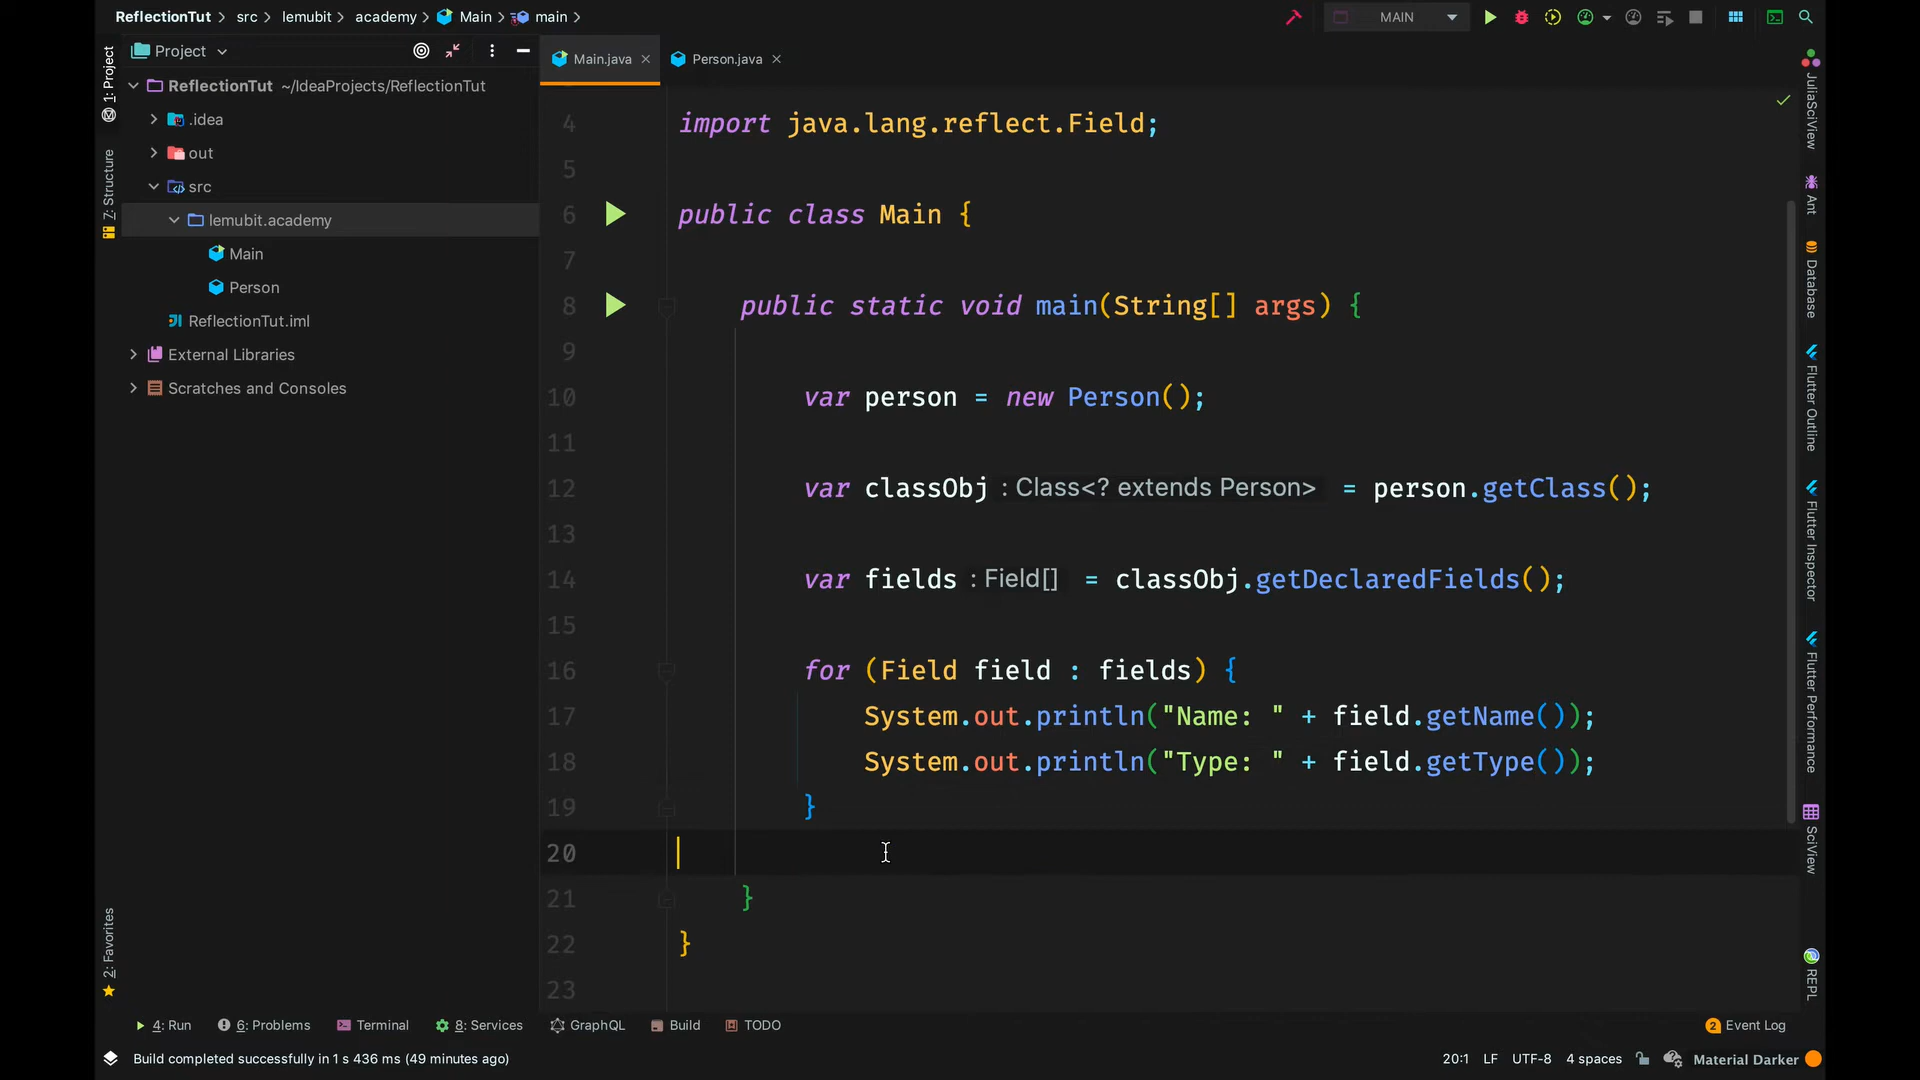 ReflectionTut > src > lemubit > academy > Main > main >
MAIN
1: Project
Project
ReflectionTut ~/IdeaProjects/ReflectionTut
.idea
out
src
lemubit.academy
Main
Person
ReflectionTut.iml
External Libraries
Scratches and Consoles
7: Structure
2: Favorites
Main.java ×
Person.java ×
4 import java.lang.reflect.Field;
5
6 public class Main {
7
8 public static void main(String[] args) {
9
10 var person = new Person();
11
12 var classObj : Class<? extends Person> = person.getClass();
13
14 var fields : Field[] = classObj.getDeclaredFields();
15
16 for (Field field : fields) {
17 System.out.println("Name: " + field.getName());
18 System.out.println("Type: " + field.getType());
19 }
20
21 }
22 }
23
JuliaSciView
Ant
Database
Flutter Outline
Flutter Inspector
Flutter Performance
SciView
REPL
4: Run
6: Problems
Terminal
8: Services
GraphQL
Build
TODO
2 Event Log
Build completed successfully in 1 s 436 ms (49 minutes ago)
20:1 LF UTF-8 4 spaces Material Darker